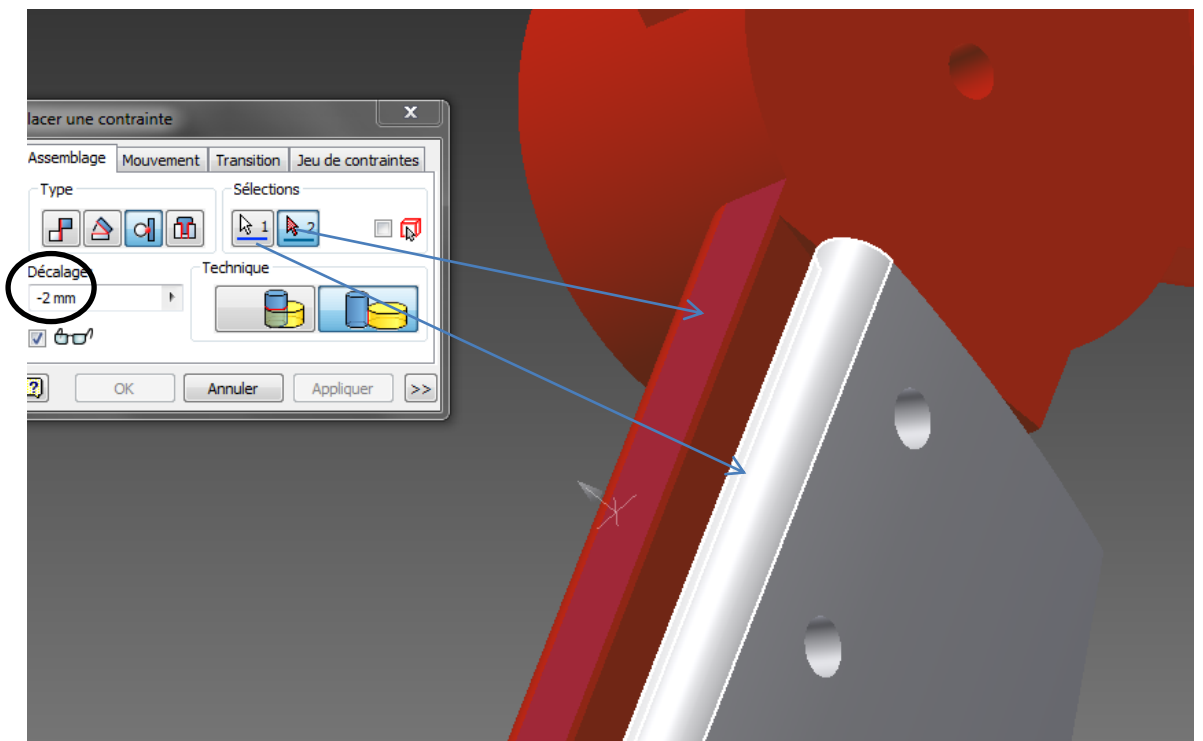 lacer une contrainte
X
Assemblage Mouvement Transition Jeu de contraintes
Type
Sélections
1 2
Décalage
Technique
-2 mm
? OK Annuler Appliquer >>